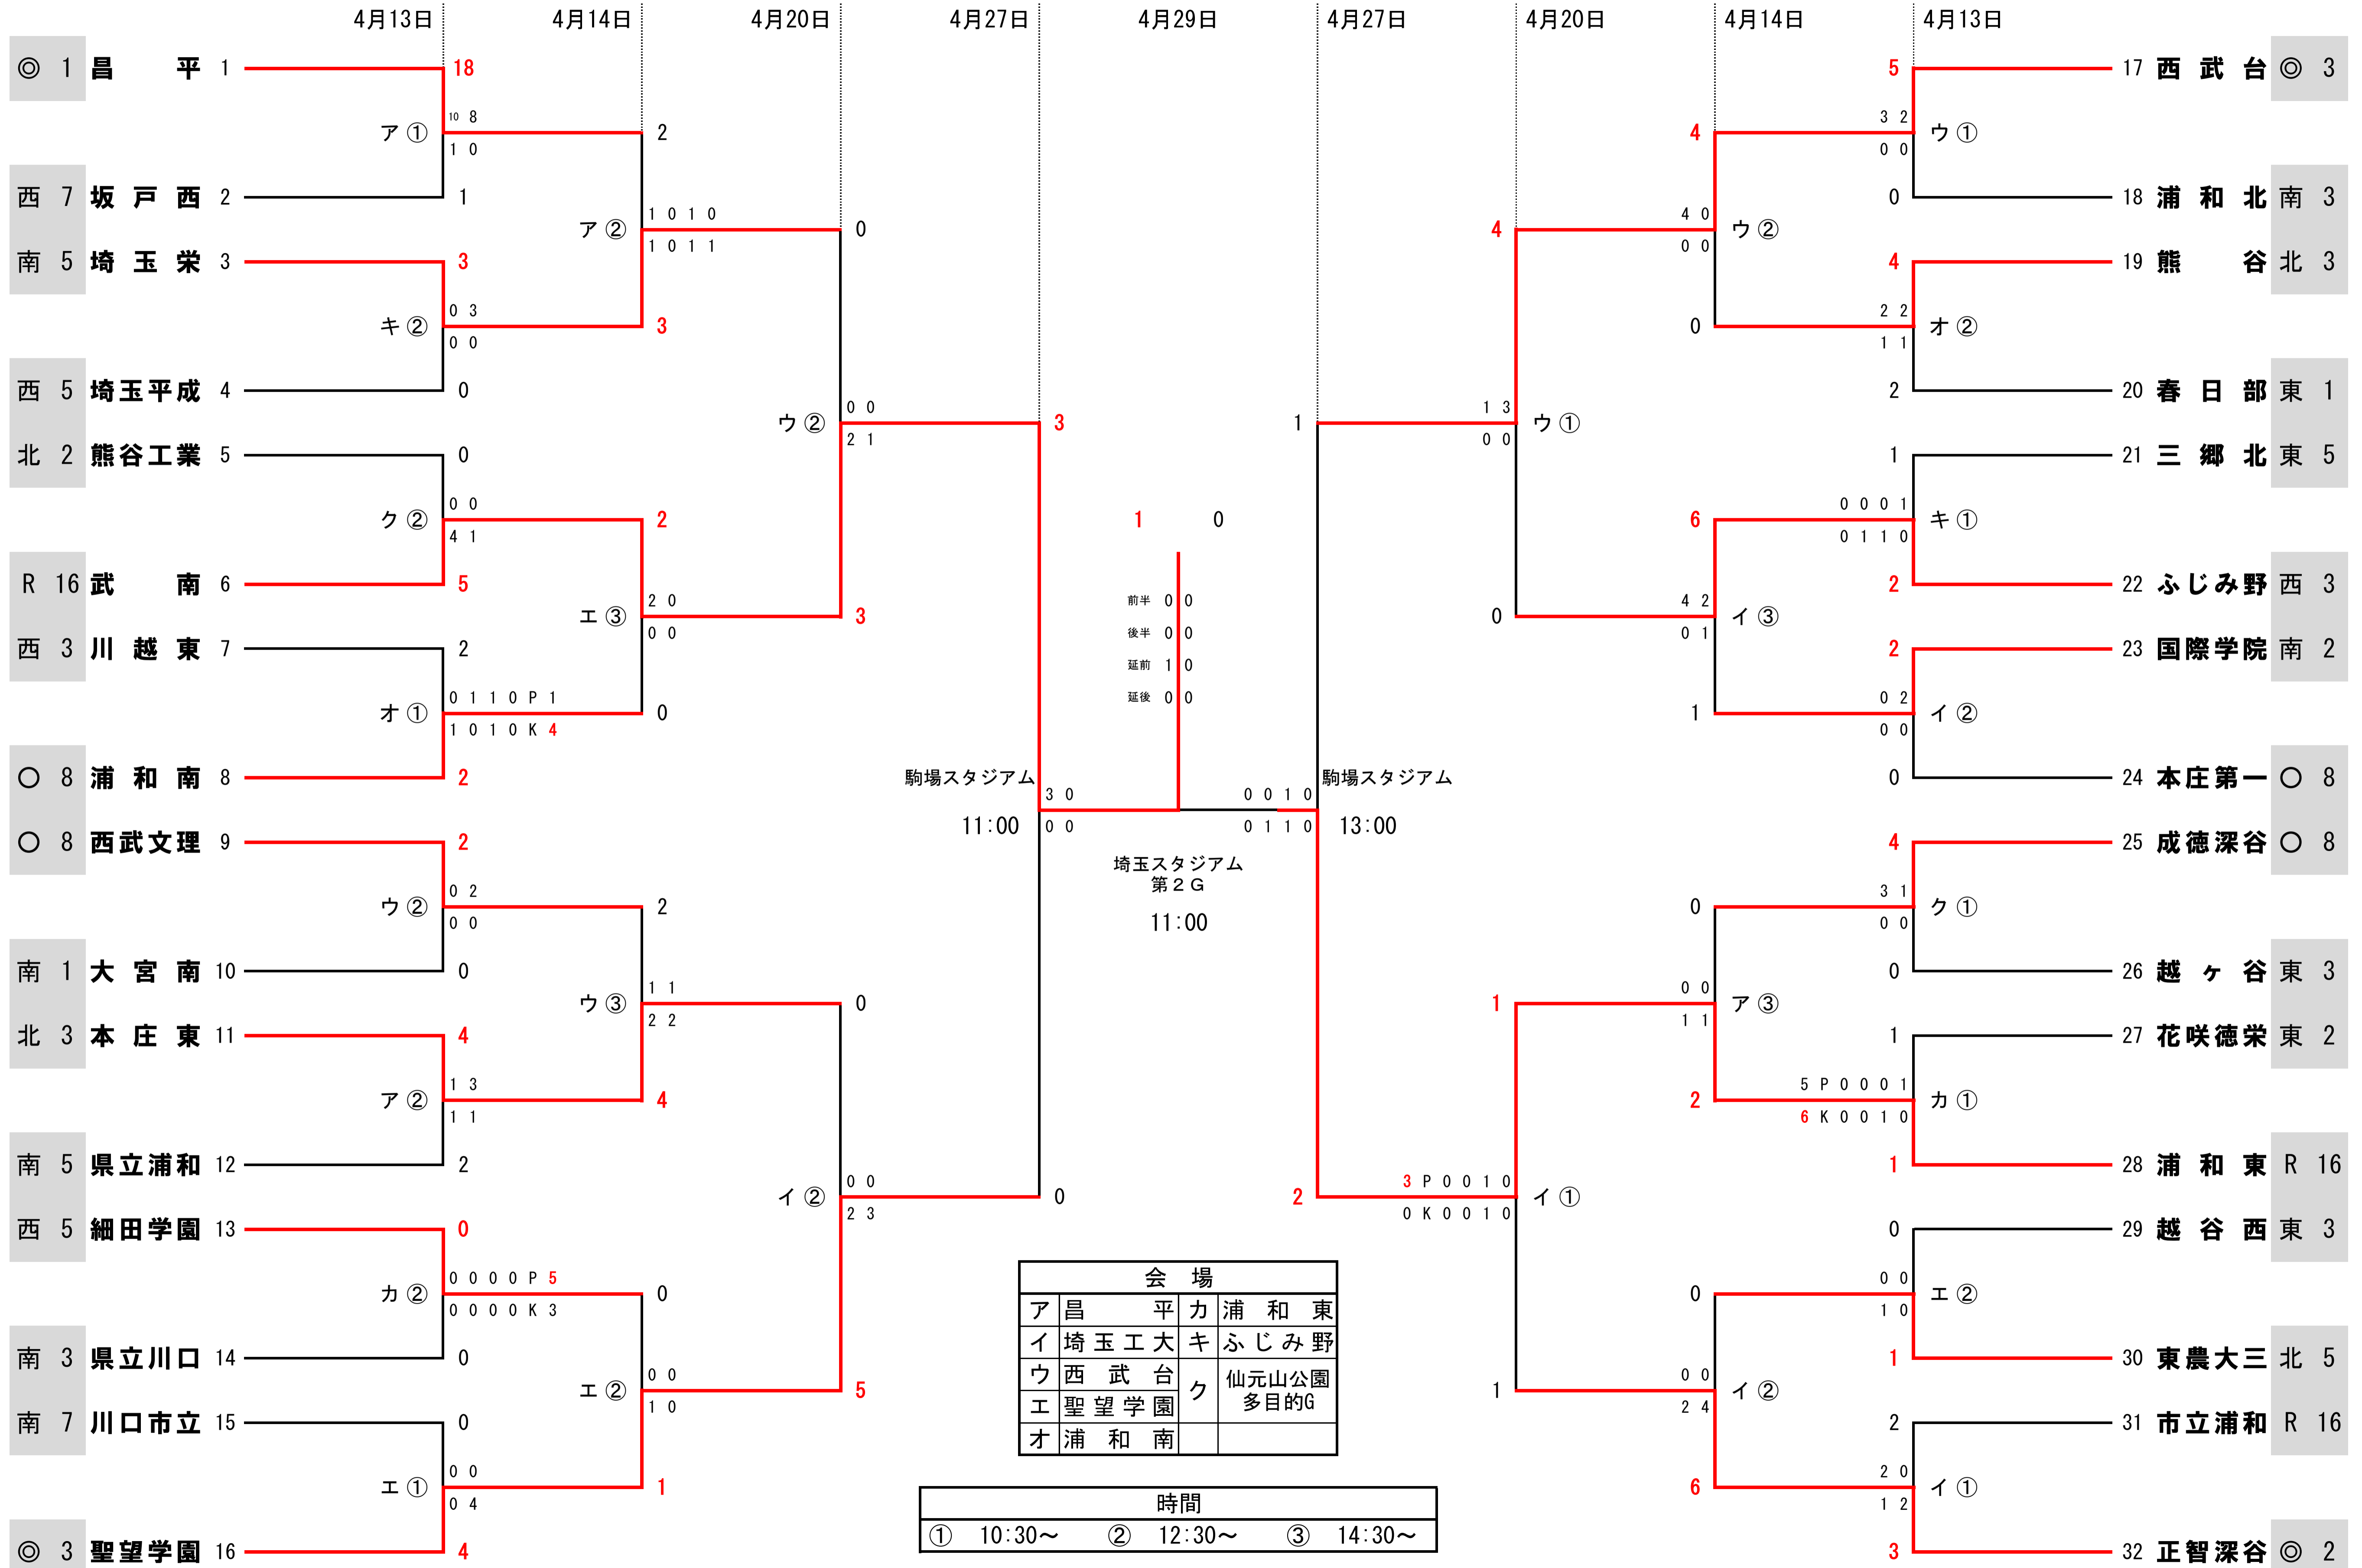 4月13日 4月14日 4月20日 4月27日 4月29日 4月27日 4月20日 4月14日 4月13日
◎ 1 昌平 1 18
10 8
ア ①
1 0
2
西 7 坂戸西 2 1
1 0 1 0
ア ②
1 0 1 1
0
南 5 埼玉栄 3 3
0 3
キ ②
0 0
3
西 5 埼玉平成 4 0
0 0
ウ ②
2 1
3
北 2 熊谷工業 5 0
0 0
ク ②
4 1
2
R 16 武南 6 5
2 0
エ ③
0 0
3
西 3 川越東 7 2
0 1 1 0 P 1
オ ①
1 0 1 0 K 4
0
〇 8 浦和南 8 2
駒場スタジアム
3 0
11:00
0 0
〇 8 西武文理 9 2
0 2
ウ ②
0 0
2
南 1 大宮南 10 0
1 1
ウ ③
2 2
0
北 3 本庄東 11 4
1 3
ア ②
1 1
4
南 5 県立浦和 12 2
0 0
イ ②
2 3
0
西 5 細田学園 13 0
0 0 0 0 P 5
カ ②
0 0 0 0 K 3
0
南 3 県立川口 14 0
0 0
エ ②
1 0
5
南 7 川口市立 15 0
0 0
エ ①
0 4
1
◎ 3 聖望学園 16 4
1 0
前半 0 0
後半 0 0
延前 1 0
延後 0 0
埼玉スタジアム
第2G
11:00
5 17 西武台 ◎ 3
3 2
4 ウ ①
0 0
0 18 浦和北 南 3
4 0
4 ウ ②
0 0
4 19 熊谷 北 3
2 2
0 オ ②
1 1
2 20 春日部 東 1
1 3
1 ウ ①
0 0
1 21 三郷北 東 5
0 0 0 1
6 キ ①
0 1 1 0
2 22 ふじみ野 西 3
4 2
0 イ ③
0 1
2 23 国際学院 南 2
0 2
1 イ ②
0 0
0 24 本庄第一 〇 8
駒場スタジアム
0 0 1 0
13:00
0 1 1 0
4 25 成徳深谷 〇 8
3 1
0 ク ①
0 0
0 26 越ヶ谷 東 3
0 0
1 ア ③
1 1
1 27 花咲徳栄 東 2
5 P 0 0 0 1
2 カ ①
6 K 0 0 1 0
1 28 浦和東 R 16
3 P 0 0 1 0
2 イ ①
0 K 0 0 1 0
0 29 越谷西 東 3
0 0
0 エ ②
1 0
1 30 東農大三 北 5
0 0
1 イ ②
2 4
2 31 市立浦和 R 16
2 0
6 イ ①
1 2
3 32 正智深谷 ◎ 2
会場
ア 昌平 カ 浦和東
イ 埼玉工大 キ ふじみ野
ウ 西武台 ク 仙元山公園
多目的G
エ 聖望学園
オ 浦和南
時間
① 10:30～ ② 12:30～ ③ 14:30～